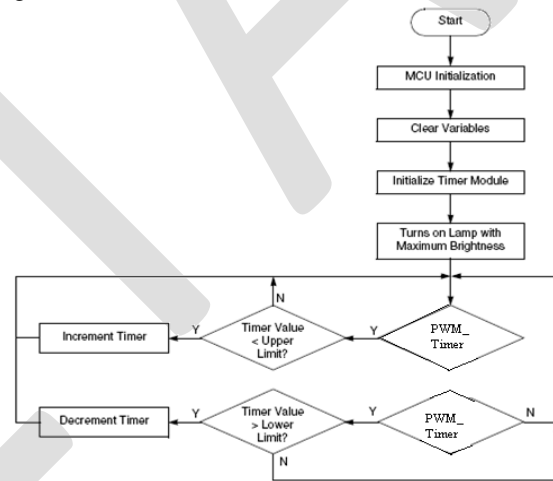 Start
MCU Initialization
Clear Variables
Initialize Timer Module
Turns on Lamp with
Maximum Brightness
N
Increment Timer
Y
Timer Value
< Upper
Limit?
Y
PWM_
Timer
Decrement Timer
Y
Timer Value
> Lower
Limit?
Y
PWM_
Timer
N
N